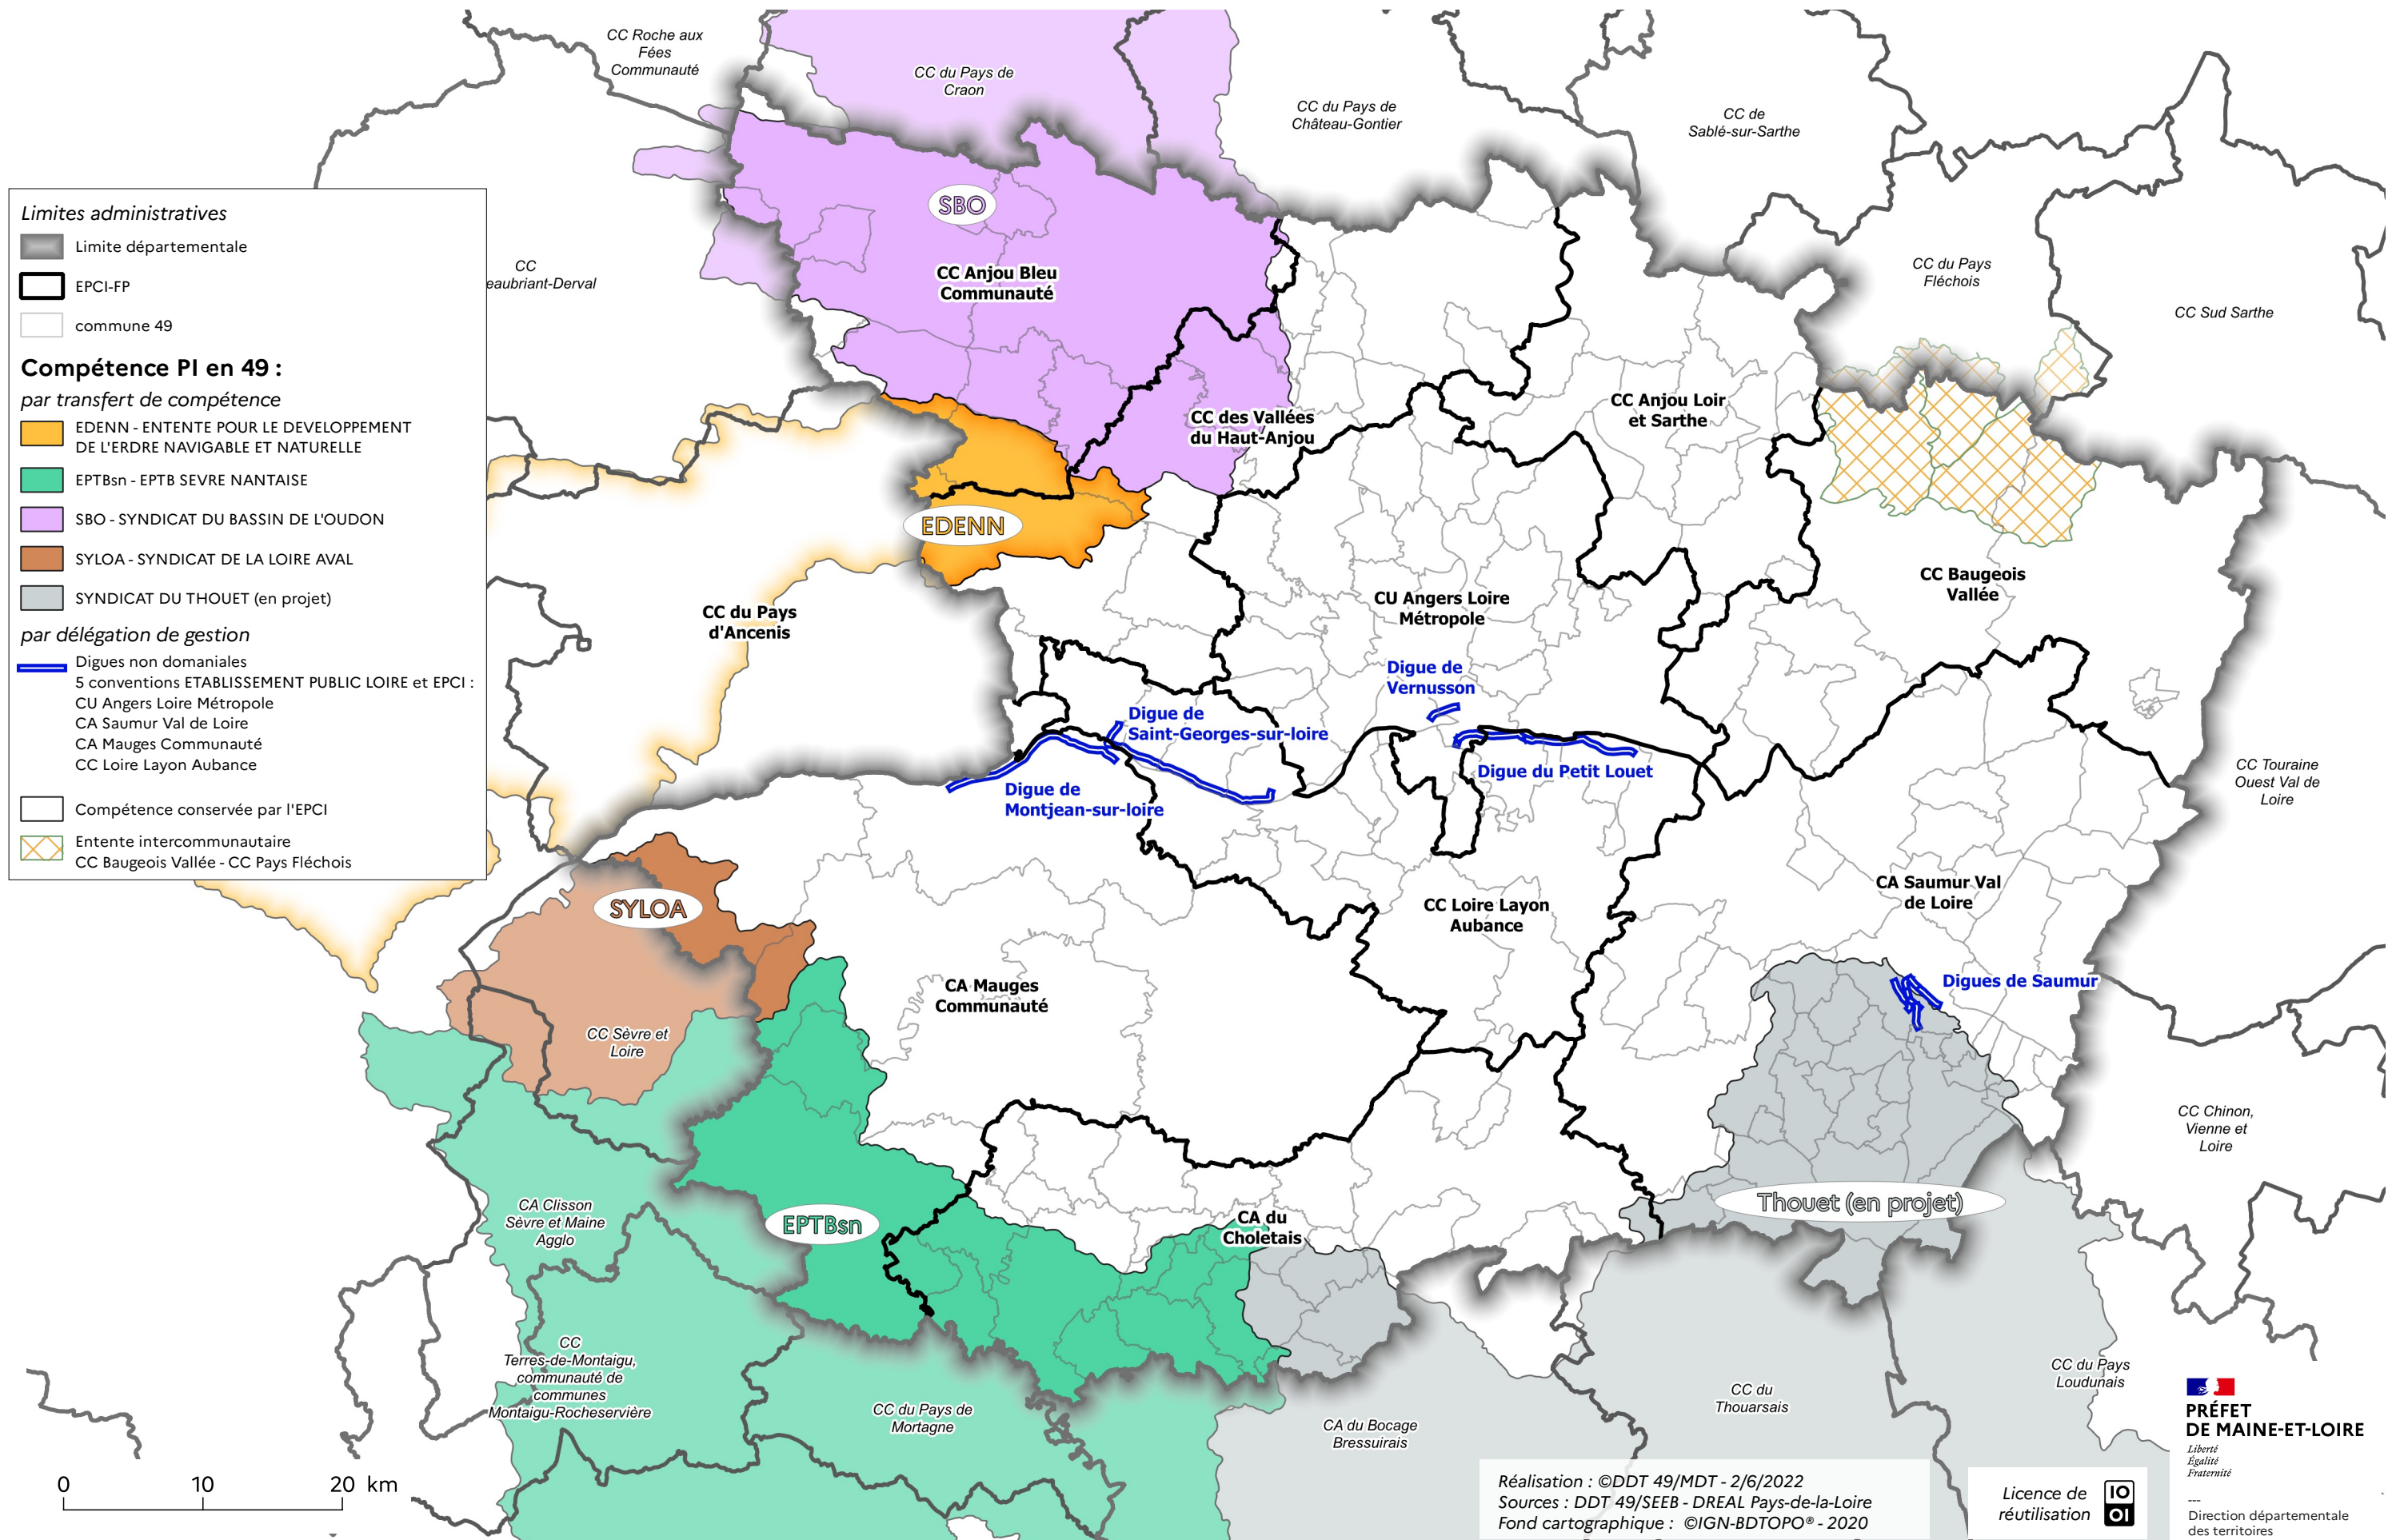 CC Roche aux
Fées
Communauté
CC du Pays de
Craon
CC du Pays de
Château-Gontier
CC de
Sablé-sur-Sarthe
Limites administratives
Limite départementale
EPCI-FP
commune 49
Compétence PI en 49 :
par transfert de compétence
EDENN - ENTENTE POUR LE DEVELOPPEMENT
DE L'ERDRE NAVIGABLE ET NATURELLE
EPTBsn - EPTB SEVRE NANTAISE
SBO - SYNDICAT DU BASSIN DE L'OUDON
SYLOA - SYNDICAT DE LA LOIRE AVAL
SYNDICAT DU THOUET (en projet)
par délégation de gestion
Digues non domaniales
5 conventions ETABLISSEMENT PUBLIC LOIRE et EPCI :
CU Angers Loire Métropole
CA Saumur Val de Loire
CA Mauges Communauté
CC Loire Layon Aubance
Compétence conservée par l'EPCI
Entente intercommunautaire
CC Baugeois Vallée - CC Pays Fléchois
SBO
CC
eaubriant-Derval
CC Anjou Bleu
Communauté
CC du Pays
Fléchois
CC Sud Sarthe
CC des Vallées
du Haut-Anjou
CC Anjou Loir
et Sarthe
EDENN
CC du Pays
d'Ancenis
CU Angers Loire
Métropole
CC Baugeois
Vallée
Digue de
Vernusson
Digue de
Saint-Georges-sur-loire
Digue du Petit Louet
Digue de
Montjean-sur-loire
CC Touraine
Ouest Val de
Loire
SYLOA
CC Loire Layon
Aubance
CA Saumur Val
de Loire
CA Mauges
Communauté
Digues de Saumur
CC Sèvre et
Loire
CC Chinon,
Vienne et
Loire
CA Clisson
Sèvre et Maine
Agglo
EPTBsn
CA du
Choletais
Thouet (en projet)
CC
Terres-de-Montaigu,
communauté de
communes
Montaigu-Rocheservière
CC du Pays de
Mortagne
CA du Bocage
Bressuirais
CC du
Thouarsais
CC du Pays
Loudunais
PRÉFET
DE MAINE-ET-LOIRE
Liberté
Égalité
Fraternité
---
Direction départementale
des territoires
0 10 20 km
Réalisation : ©DDT 49/MDT - 2/6/2022
Sources : DDT 49/SEEB - DREAL Pays-de-la-Loire
Fond cartographique : ©IGN-BDTOPO® - 2020
Licence de
réutilisation
IO
OI